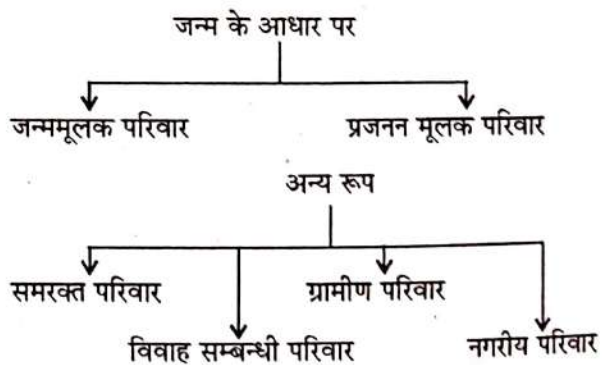 जन्म के आधार पर
जन्ममूलक परिवार प्रजनन मूलक परिवार
अन्य रूप
समरक्त परिवार ग्रामीण परिवार
विवाह सम्बन्धी परिवार नगरीय परिवार